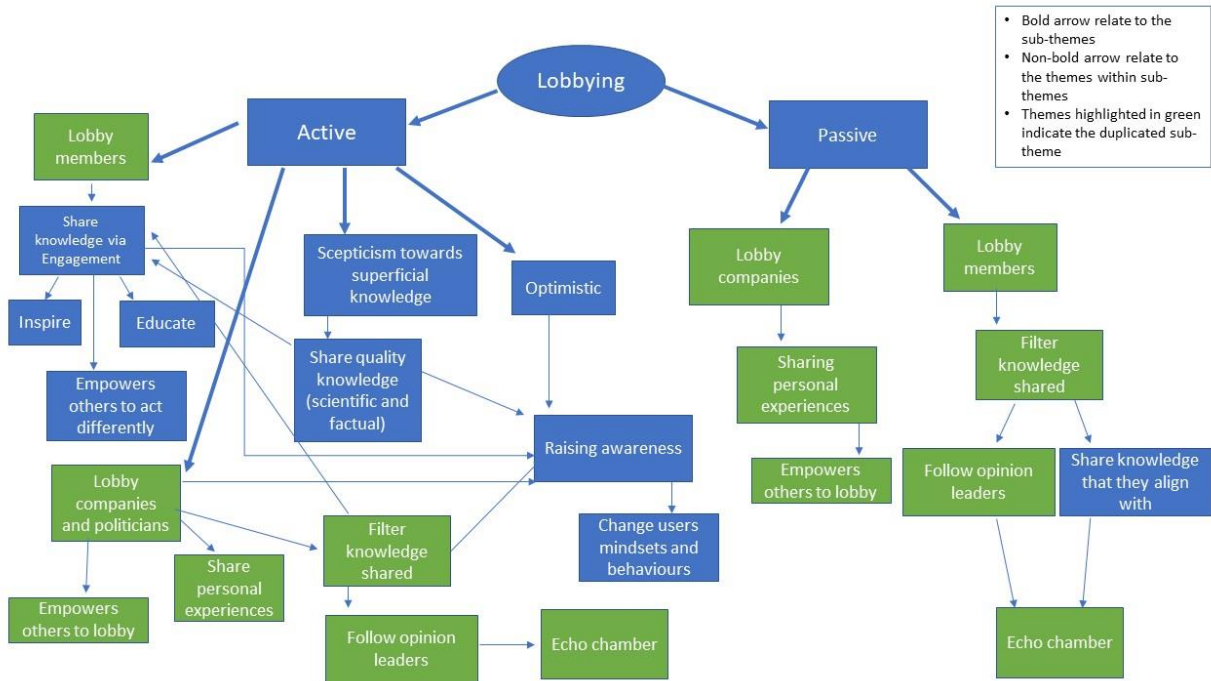 Lobbying
• Bold arrow relate to the
sub-themes
• Non-bold arrow relate to
the themes within sub-
themes
• Themes highlighted in green
indicate the duplicated sub-
theme
Active
Passive
Lobby
members
Share
knowledge via
Engagement
Inspire
Educate
Empowers
others to act
differently
Scepticism towards
superficial
knowledge
Optimistic
Share quality
knowledge
(scientific and
factual)
Raising awareness
Change users
mindsets and
behaviours
Lobby
companies
and politicians
Empowers
others to lobby
Share
personal
experiences
Filter
knowledge
shared
Follow opinion
leaders
Echo chamber
Lobby
companies
Sharing
personal
experiences
Empowers
others to lobby
Lobby
members
Filter
knowledge
shared
Follow opinion
leaders
Share knowledge
that they align
with
Echo chamber